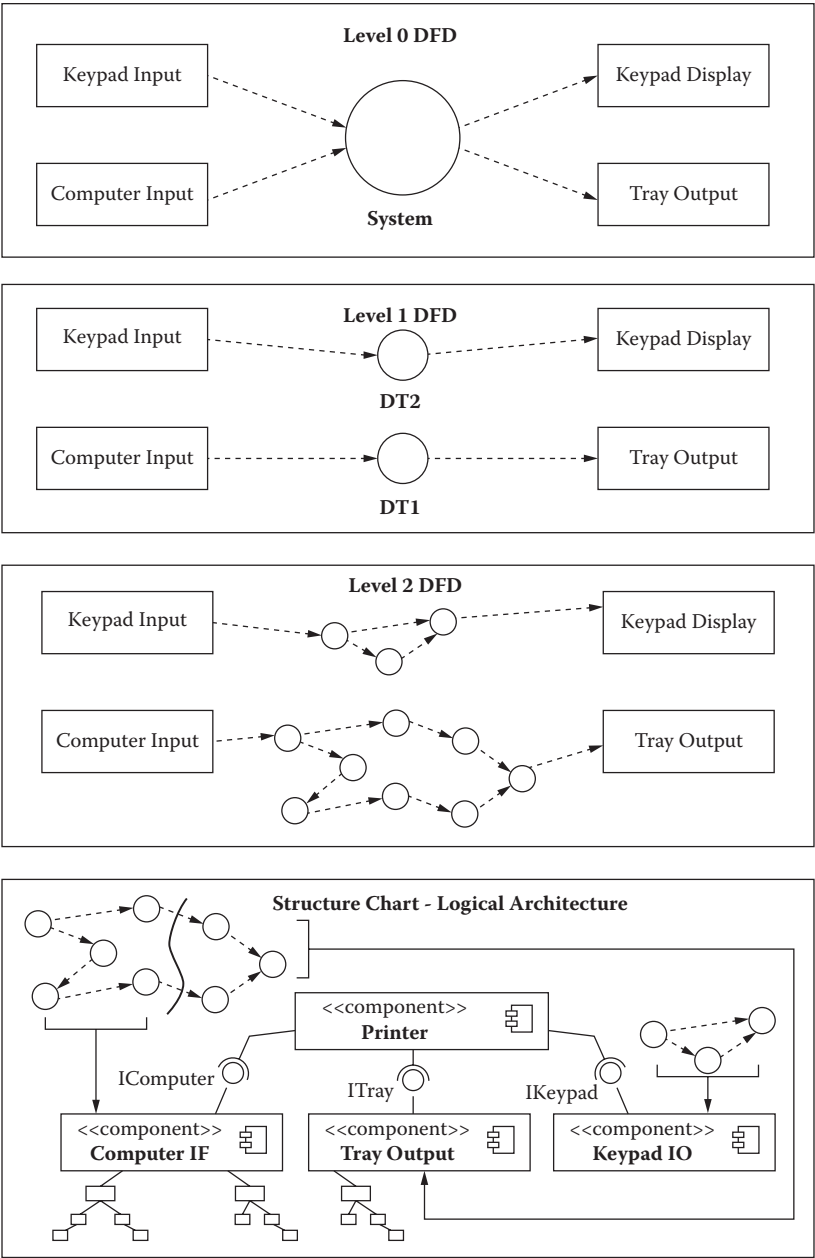 Level 0 DFD
Keypad Input
Keypad Display
Computer Input
Tray Output
System
Level 1 DFD
Keypad Input
Keypad Display
DT2
Computer Input
Tray Output
DT1
Level 2 DFD
Keypad Input
Keypad Display
Computer Input
Tray Output
Structure Chart - Logical Architecture
<<component>>
Printer
IComputer
ITray
IKeypad
<<component>>
Computer IF
<<component>>
Tray Output
<<component>>
Keypad IO